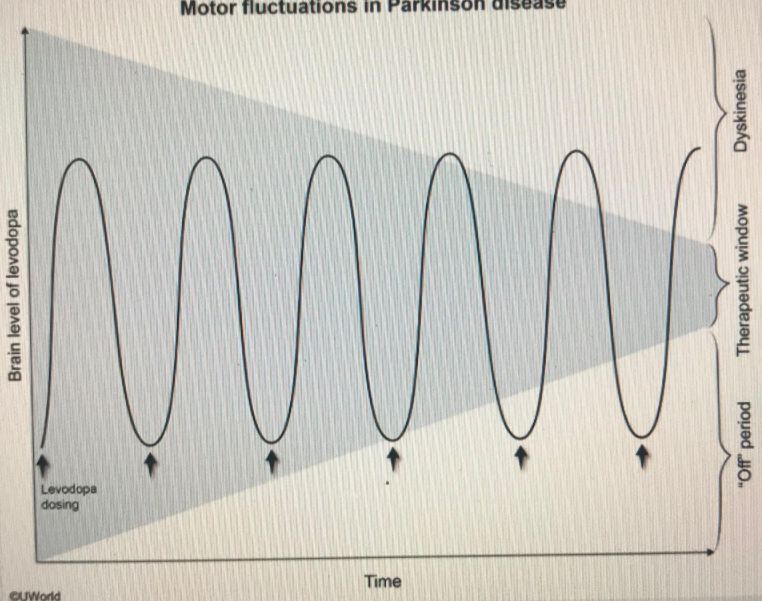 Motor fluctuations in Parkinson disease
Brain level of levodopa
Dyskinesia
Therapeutic window
"Off" period
Levodopa
dosing
Time
©UWorld